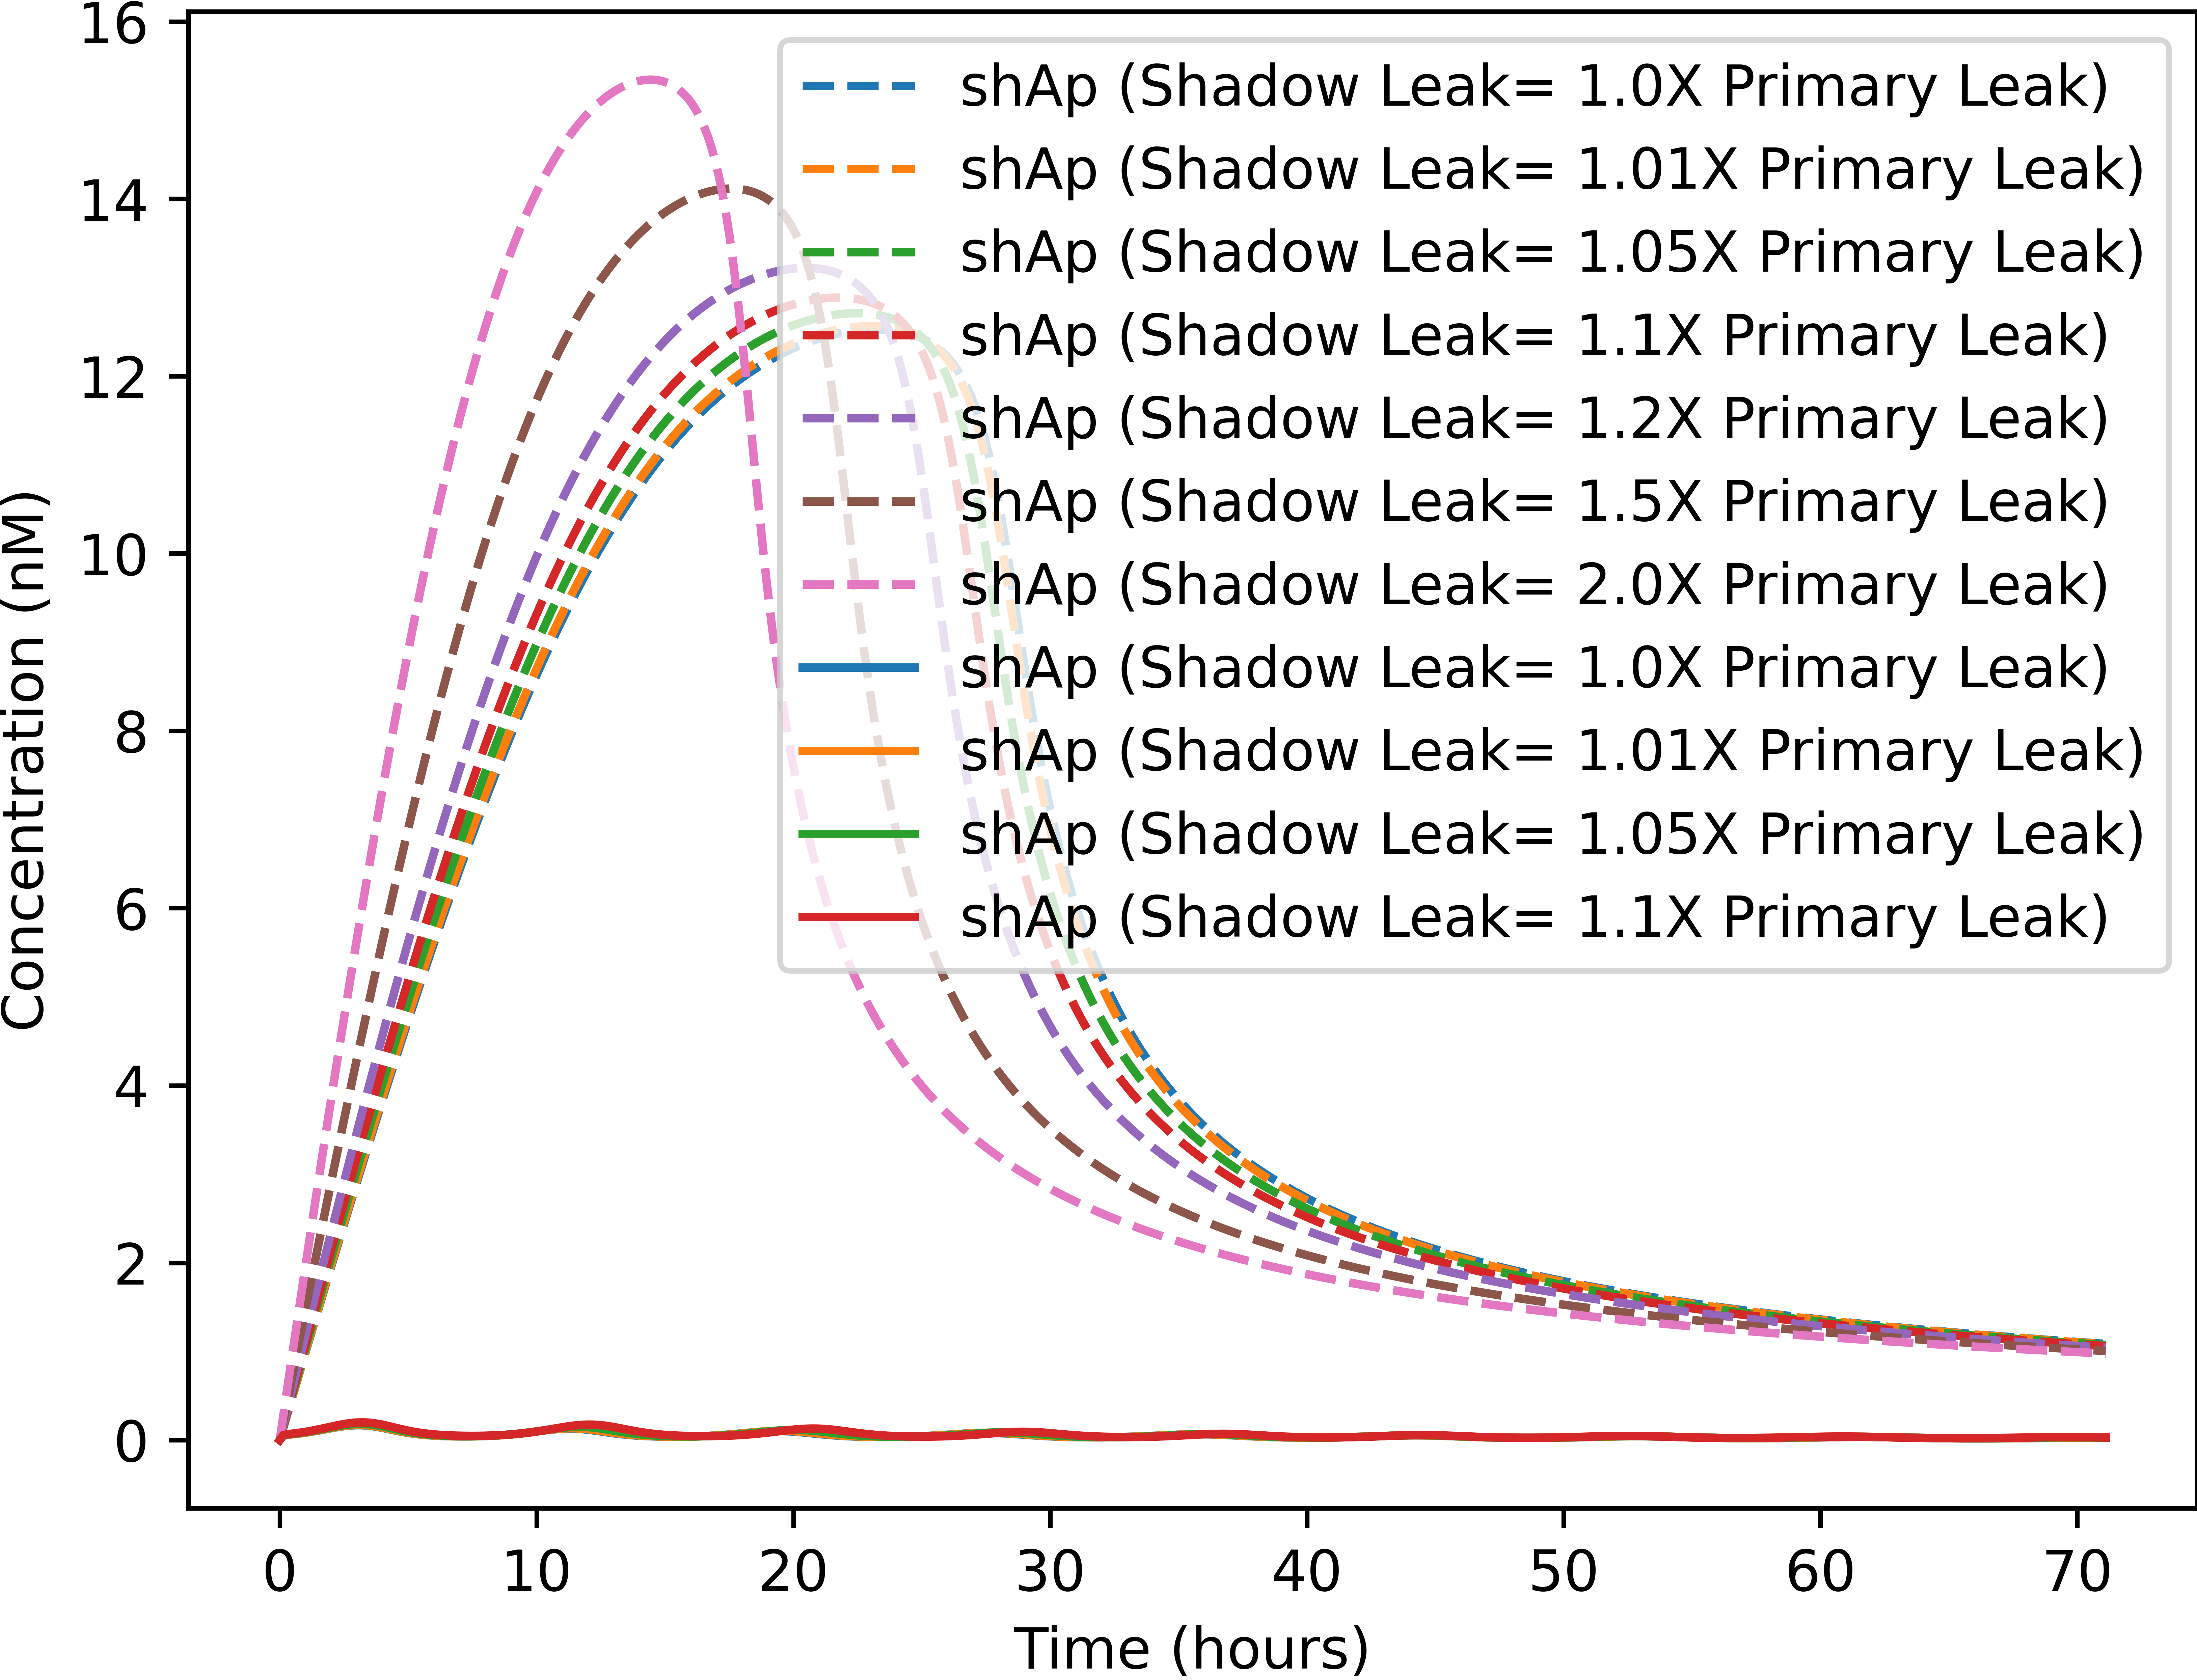 16
14
12
10
8
6
4
2
0
Concentration (nM)
shAp (Shadow Leak= 1.0X Primary Leak)
shAp (Shadow Leak= 1.01X Primary Leak)
shAp (Shadow Leak= 1.05X Primary Leak)
shAp (Shadow Leak= 1.1X Primary Leak)
shAp (Shadow Leak= 1.2X Primary Leak)
shAp (Shadow Leak= 1.5X Primary Leak)
shAp (Shadow Leak= 2.0X Primary Leak)
shAp (Shadow Leak= 1.0X Primary Leak)
shAp (Shadow Leak= 1.01X Primary Leak)
shAp (Shadow Leak= 1.05X Primary Leak)
shAp (Shadow Leak= 1.1X Primary Leak)
0 10 20 30 40 50 60 70
Time (hours)